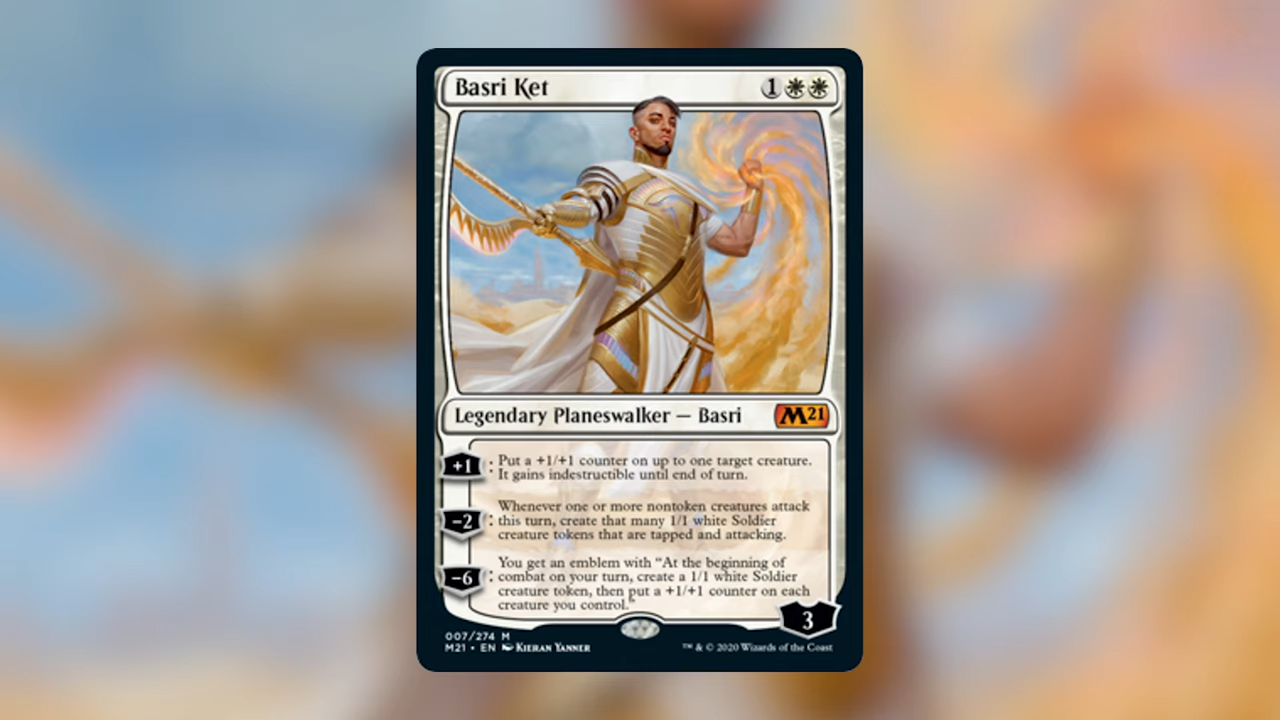 Basri Ket 1
Legendary Planeswalker — Basri M21
+1 : Put a +1/+1 counter on up to one target creature.
It gains indestructible until end of turn.
−2 : Whenever one or more nontoken creatures attack
this turn, create that many 1/1 white Soldier
creature tokens that are tapped and attacking.
−6 : You get an emblem with “At the beginning of
combat on your turn, create a 1/1 white Soldier
creature token, then put a +1/+1 counter on each
creature you control.”
3
007/274 M
M21 • EN Kieran Yanner ™ & © 2020 Wizards of the Coast